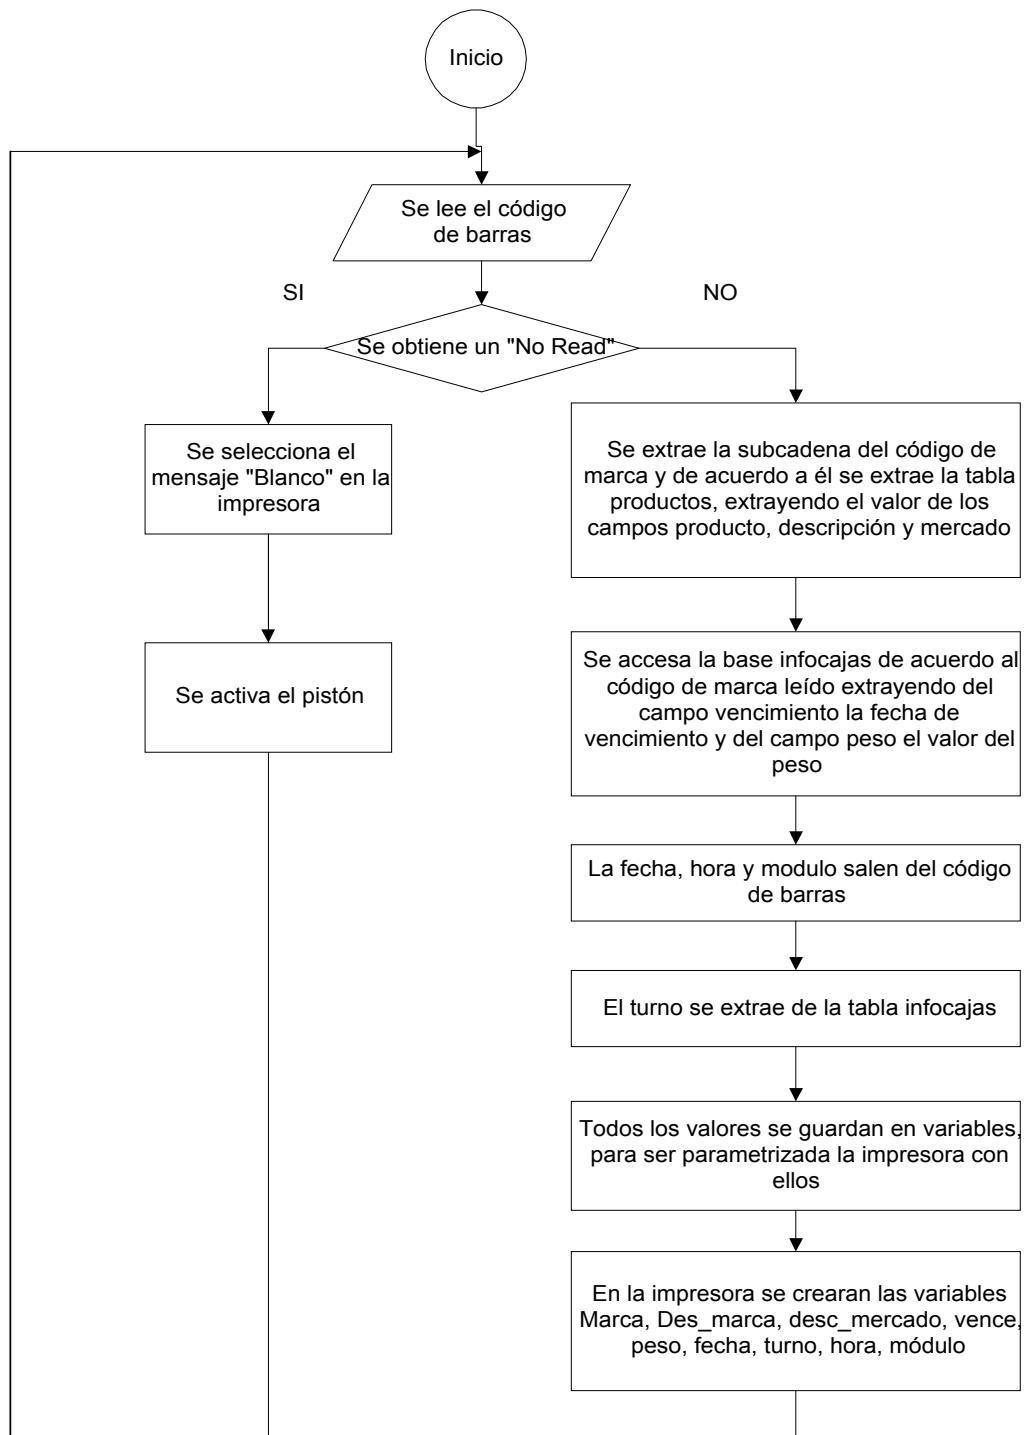 Inicio
Se lee el código
de barras
SI
NO
Se obtiene un "No Read"
Se selecciona el
mensaje "Blanco" en la
impresora
Se activa el pistón
Se extrae la subcadena del código de
marca y de acuerdo a él se extrae la tabla
productos, extrayendo el valor de los
campos producto, descripción y mercado
Se accesa la base infocajas de acuerdo al
código de marca leído extrayendo del
campo vencimiento la fecha de
vencimiento y del campo peso el valor del
peso
La fecha, hora y modulo salen del código
de barras
El turno se extrae de la tabla infocajas
Todos los valores se guardan en variables,
para ser parametrizada la impresora con
ellos
En la impresora se crearan las variables
Marca, Des_marca, desc_mercado, vence,
peso, fecha, turno, hora, módulo